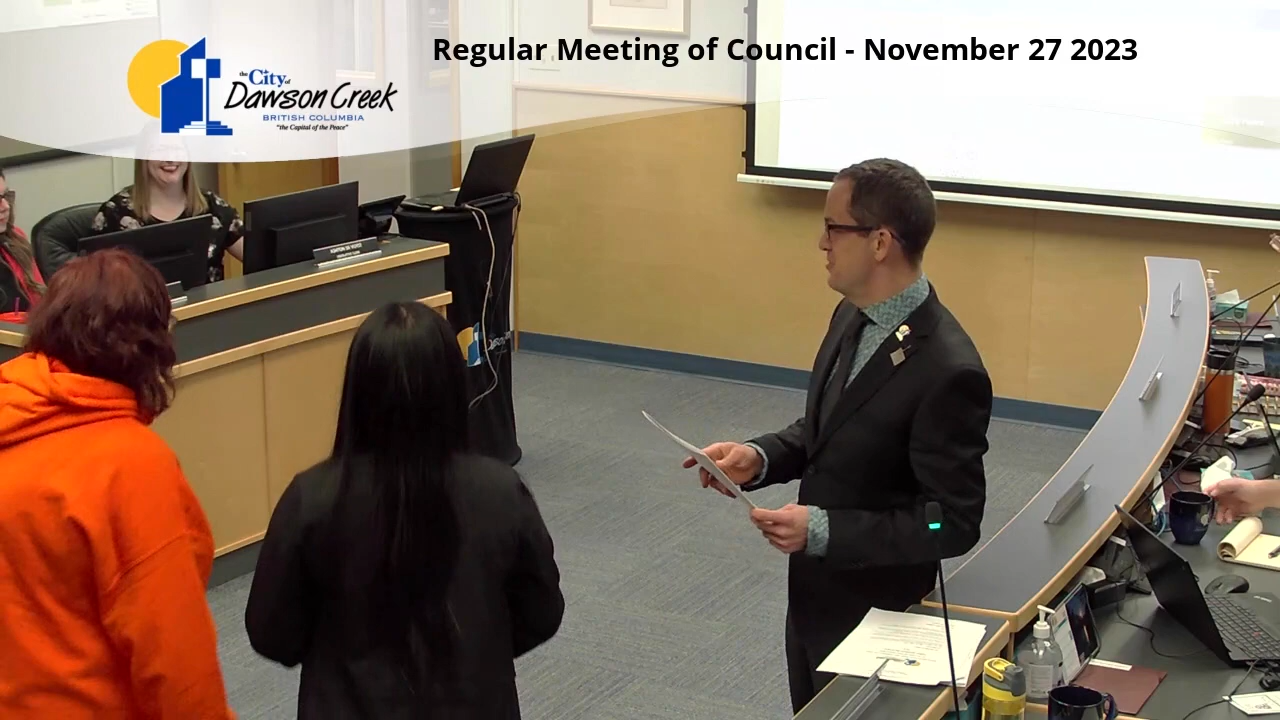 Regular Meeting of Council - November 27 2023
the City of
Dawson Creek
BRITISH COLUMBIA
"the Capital of the Peace"